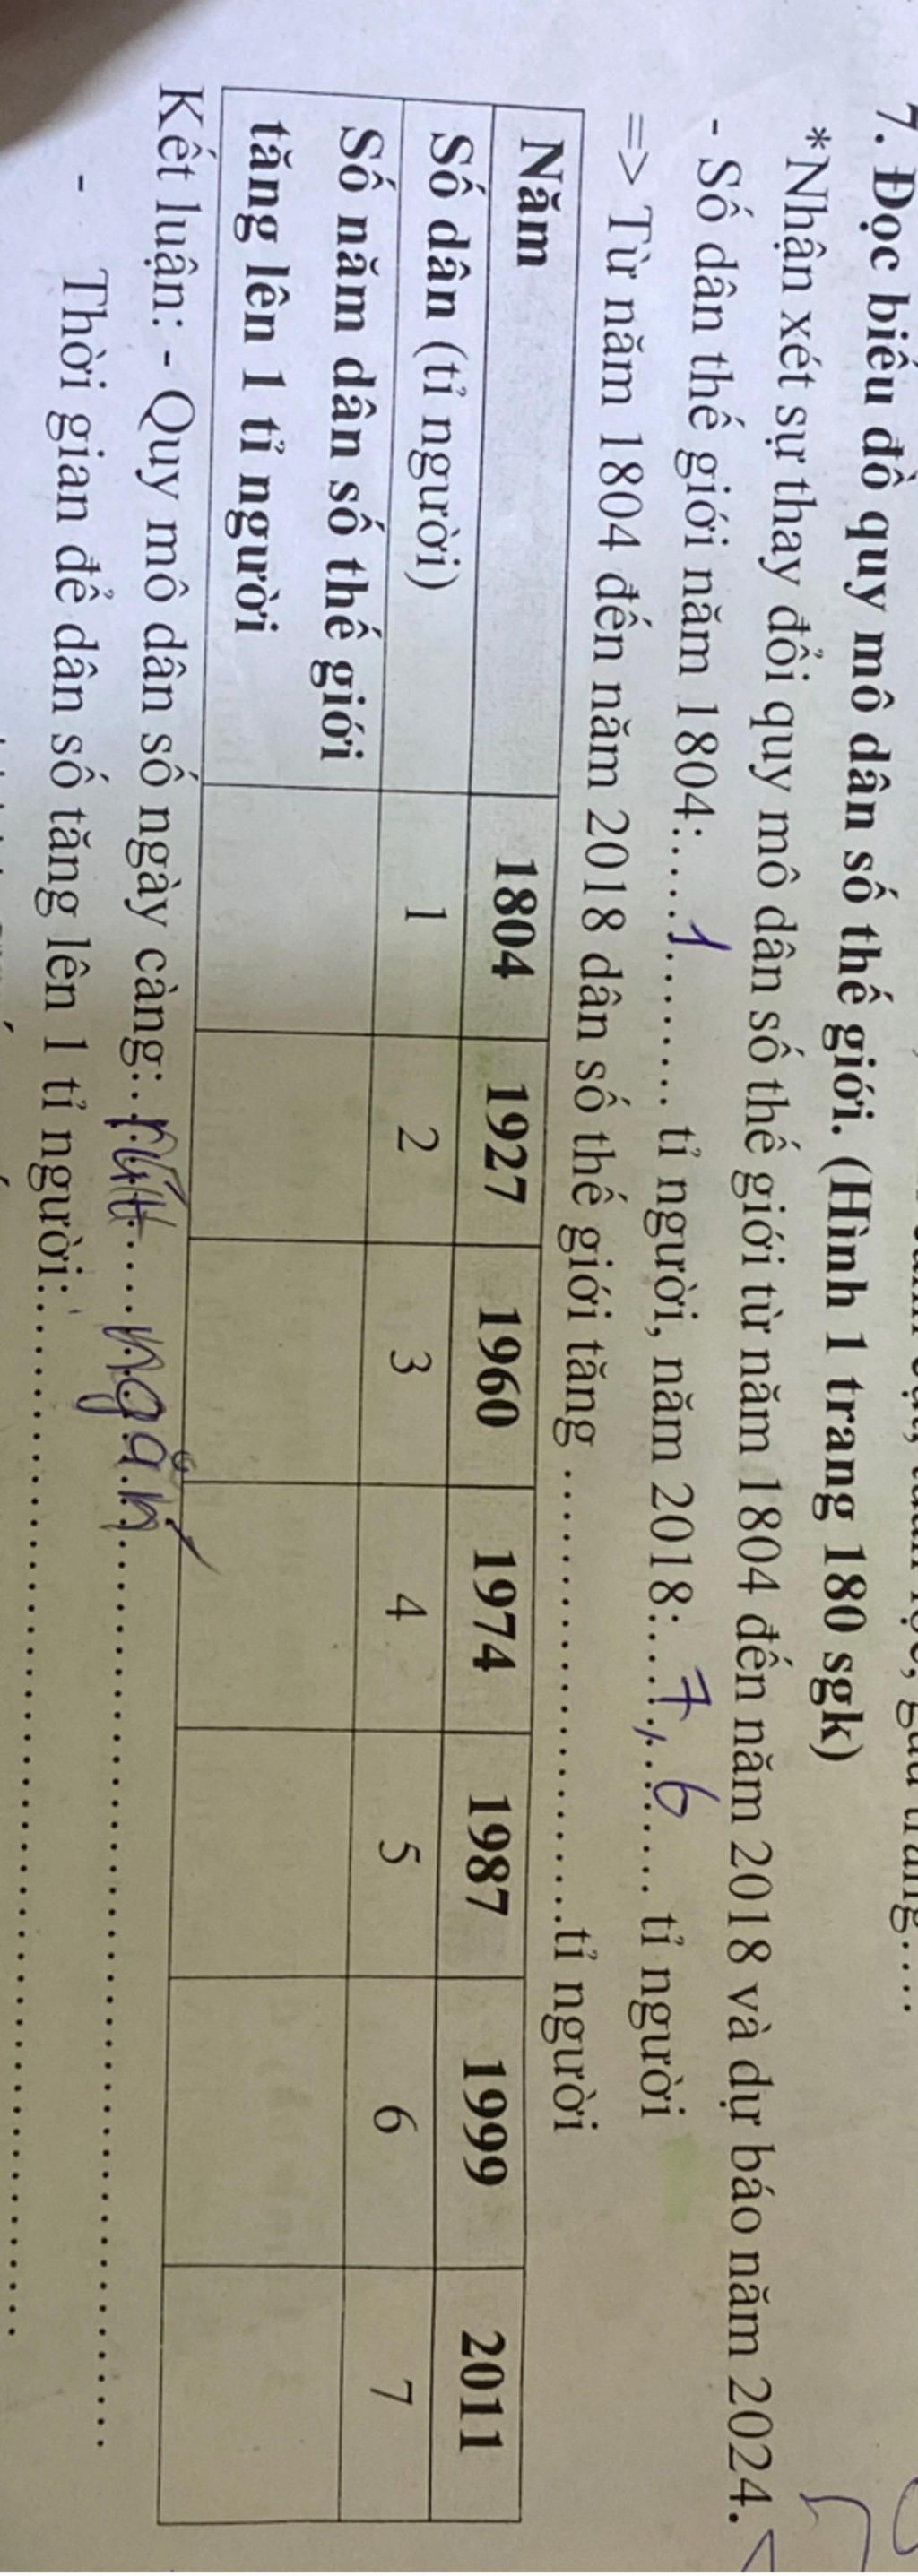 7. Đọc biểu đồ quy mô dân số thế giới. (Hình 1 trang 180 sgk)
*Nhận xét sự thay đổi quy mô dân số thế giới từ năm 1804 đến năm 2018 và dự báo năm 2024.
- Số dân thế giới năm 1804:....1....... tỉ người, năm 2018:....7,6.... tỉ người
=> Từ năm 1804 đến năm 2018 dân số thế giới tăng ..............................tỉ người
Năm 1804 1927 1960 1974 1987 1999 2011
Số dân (tỉ người) 1 2 3 4 5 6 7
Số năm dân số thế giới
tăng lên 1 tỉ người
Kết luận: - Quy mô dân số ngày càng:..rút... ngắn..............................
- Thời gian để dân số tăng lên 1 tỉ người:..............................